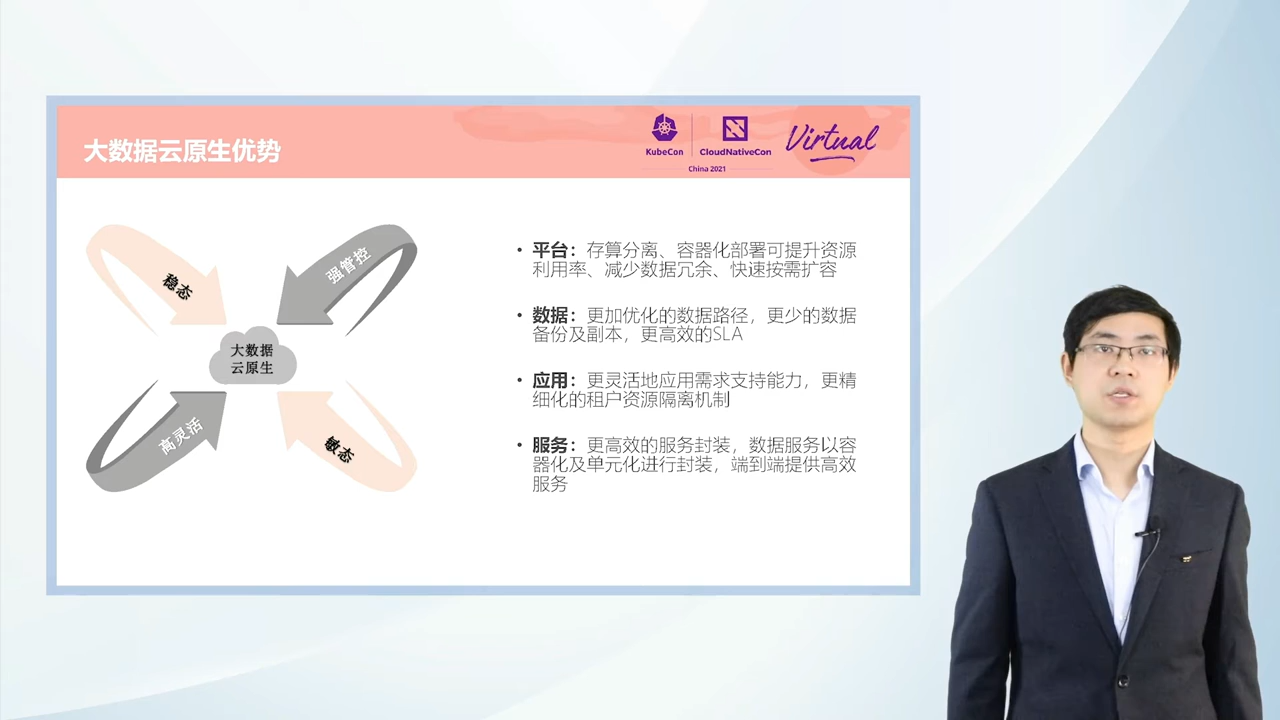 大数据云原生优势
KubeCon
CloudNativeCon
Virtual
China 2021
稳态
强管控
大数据
云原生
高灵活
敏态
• 平台：存算分离、容器化部署可提升资源
利用率、减少数据冗余、快速按需扩容
• 数据：更加优化的数据路径，更少的数据
备份及副本，更高效的SLA
• 应用：更灵活地应用需求支持能力，更精
细化的租户资源隔离机制
• 服务：更高效的服务封装，数据服务以容
器化及单元化进行封装，端到端提供高效
服务